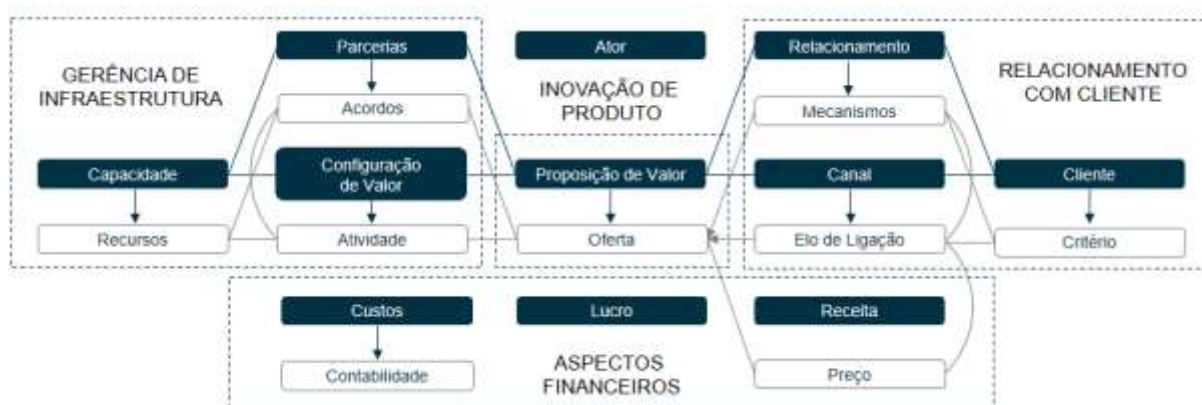 Parcerias
Ator
Relacionamento
GERÊNCIA DE
INFRAESTRUTURA
INOVAÇÃO DE
PRODUTO
RELACIONAMENTO
COM CLIENTE
Acordos
Mecanismos
Capacidade
Configuração
de Valor
Proposição de Valor
Canal
Cliente
Recursos
Atividade
Oferta
Elo de Ligação
Critério
Custos
Lucro
Receita
Contabilidade
ASPECTOS
FINANCEIROS
Preço